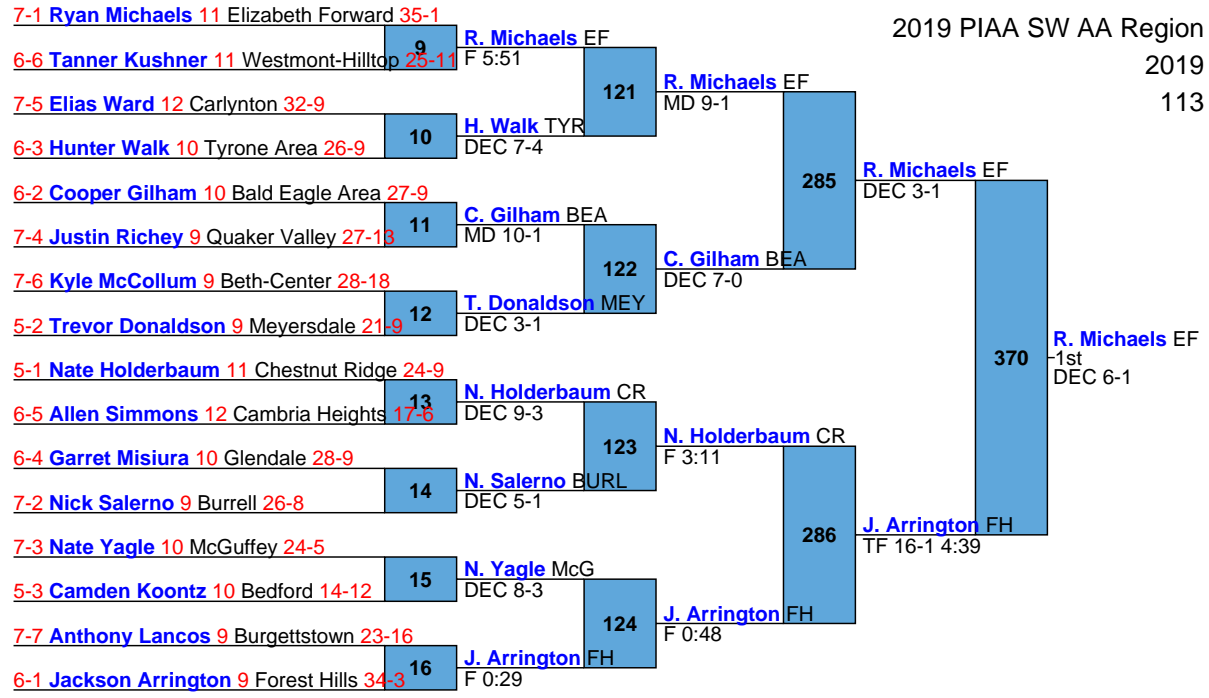 2019 PIAA SW AA Region
2019
113
7-1 Ryan Michaels 11 Elizabeth Forward 35-1
6-6 Tanner Kushner 11 Westmont-Hilltop 25-11
7-5 Elias Ward 12 Carlynton 32-9
6-3 Hunter Walk 10 Tyrone Area 26-9
6-2 Cooper Gilham 10 Bald Eagle Area 27-9
7-4 Justin Richey 9 Quaker Valley 27-13
7-6 Kyle McCollum 9 Beth-Center 28-18
5-2 Trevor Donaldson 9 Meyersdale 21-9
5-1 Nate Holderbaum 11 Chestnut Ridge 24-9
6-5 Allen Simmons 12 Cambria Heights 17-6
6-4 Garret Misiura 10 Glendale 28-9
7-2 Nick Salerno 9 Burrell 26-8
7-3 Nate Yagle 10 McGuffey 24-5
5-3 Camden Koontz 10 Bedford 14-12
7-7 Anthony Lancos 9 Burgettstown 23-16
6-1 Jackson Arrington 9 Forest Hills 34-3
9
10
11
12
13
14
15
16
R. Michaels EF
F 5:51
H. Walk TYR
DEC 7-4
C. Gilham BEA
MD 10-1
T. Donaldson MEY
DEC 3-1
N. Holderbaum CR
DEC 9-3
N. Salerno BURL
DEC 5-1
N. Yagle McG
DEC 8-3
J. Arrington FH
F 0:29
121
122
123
124
R. Michaels EF
MD 9-1
C. Gilham BEA
DEC 7-0
N. Holderbaum CR
F 3:11
J. Arrington FH
F 0:48
285
286
R. Michaels EF
DEC 3-1
J. Arrington FH
TF 16-1 4:39
370
R. Michaels EF
1st
DEC 6-1